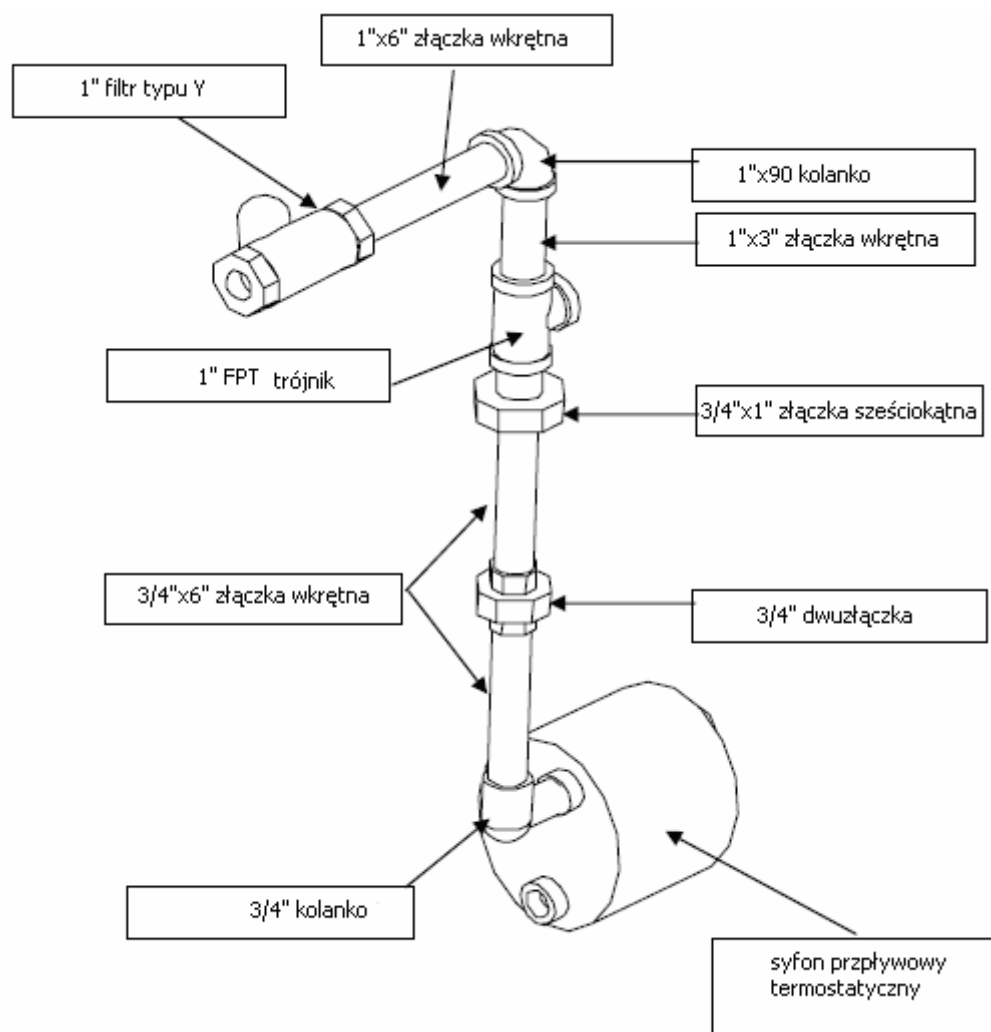 1"x6" złączka wkrętna
1" filtr typu Y
1"x90 kolanko
1"x3" złączka wkrętna
1" FPT trójnik
3/4"x1" złączka sześciokątna
3/4"x6" złączka wkrętna
3/4" dwuzłączka
3/4" kolanko
syfon przpływowy
termostatyczny